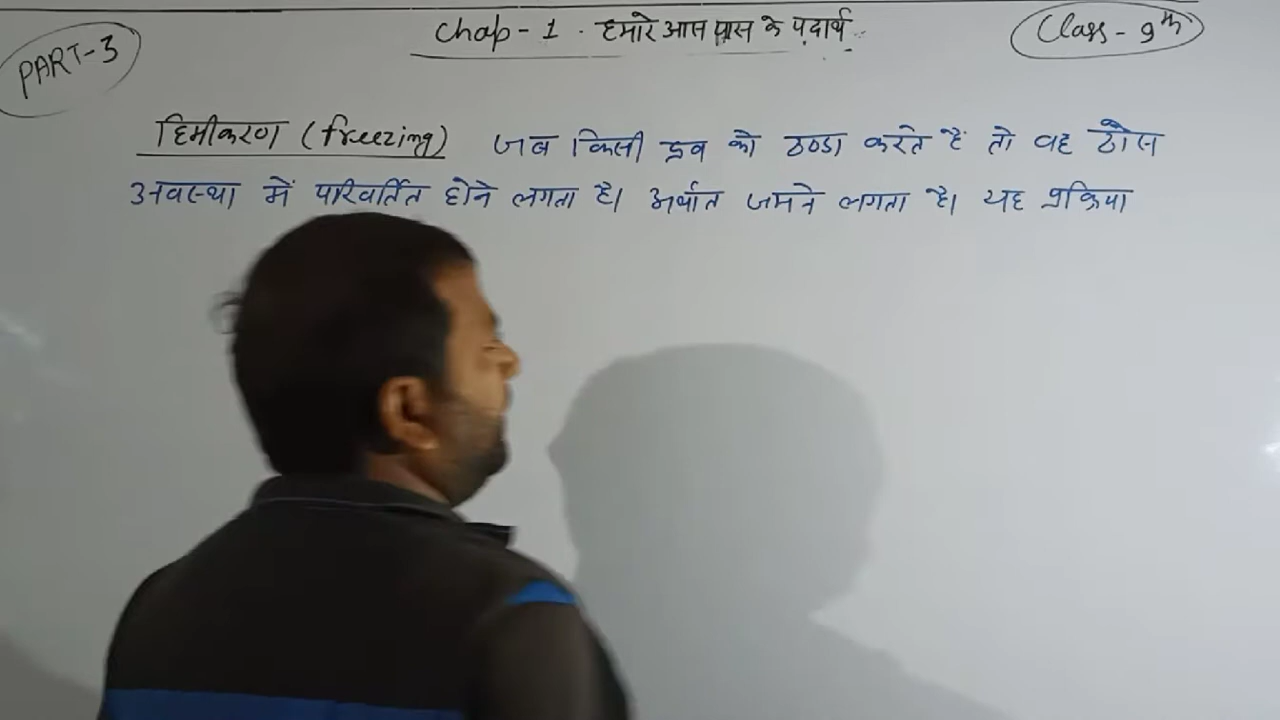 PART-3
Chap - 1 . हमारे आस पास के पदार्थ
Class - 9th
हिमीकरण (freezing) जब किसी द्रव को ठण्डा करते हैं तो वह ठोस
अवस्था में परिवर्तित होने लगता है। अर्थात जमने लगता है। यह प्रक्रिया